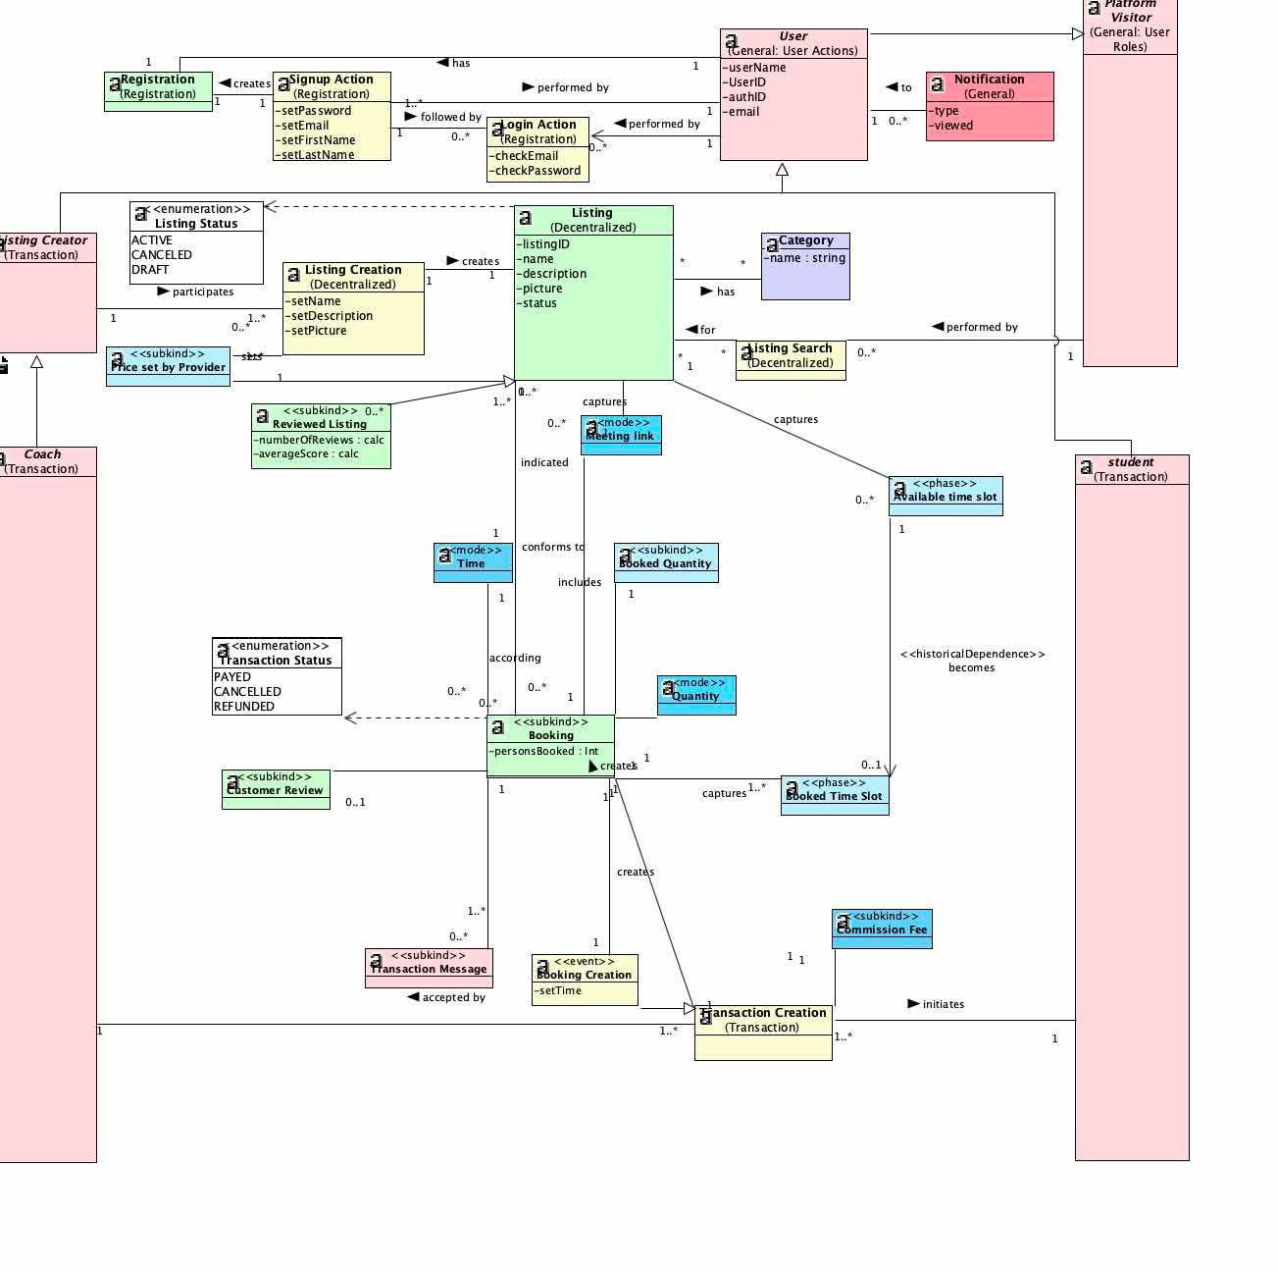 Platform
Visitor
(General: User
Roles)
User
(General: User Actions)
-userName
-UserID
-authID
-email
Notification
(General)
-type
-viewed
to
1
0..*
1
has
1
Registration
(Registration)
creates
1
1
Signup Action
(Registration)
-setPassword
-setEmail
-setFirstName
-setLastName
performed by
1..*
1
followed by
1
0..*
Login Action
(Registration)
-checkEmail
-checkPassword
performed by
0..*
1
<<enumeration>>
Listing Status
ACTIVE
CANCELED
DRAFT
Listing
(Decentralized)
-listingID
-name
-description
-picture
-status
Category
-name : string
*
*
has
isting Creator
(Transaction)
Listing Creation
(Decentralized)
-setName
-setDescription
-setPicture
creates
1
1
participates
1
1..*
0..*
for
performed by
*
*
1
Listing Search
(Decentralized)
0..*
1
<<subkind>>
Price set by Provider
1
<<subkind>>
Reviewed Listing
-numberOfReviews : calc
-averageScore : calc
0..*
1..*
0..*
captures
0..*
<<mode>>
Meeting link
captures
indicated
Coach
(Transaction)
student
(Transaction)
<<phase>>
Available time slot
0..*
1
1
<<mode>>
Time
conforms to
includes
<<subkind>>
Booked Quantity
1
1
<<enumeration>>
Transaction Status
PAYED
CANCELLED
REFUNDED
according
0..*
0..*
0..*
1
<<mode>>
Quantity
<<historicalDependence>>
becomes
<<subkind>>
Booking
-personsBooked : Int
creates
1
1
<<subkind>>
Customer Review
0..1
1
1
1
captures
1..*
0..1
<<phase>>
Booked Time Slot
creates
1..*
0..*
<<subkind>>
Transaction Message
accepted by
1
<<event>>
Booking Creation
-setTime
<<subkind>>
Commission Fee
1
1
1
Transaction Creation
(Transaction)
initiates
1
1..*
1..*
1